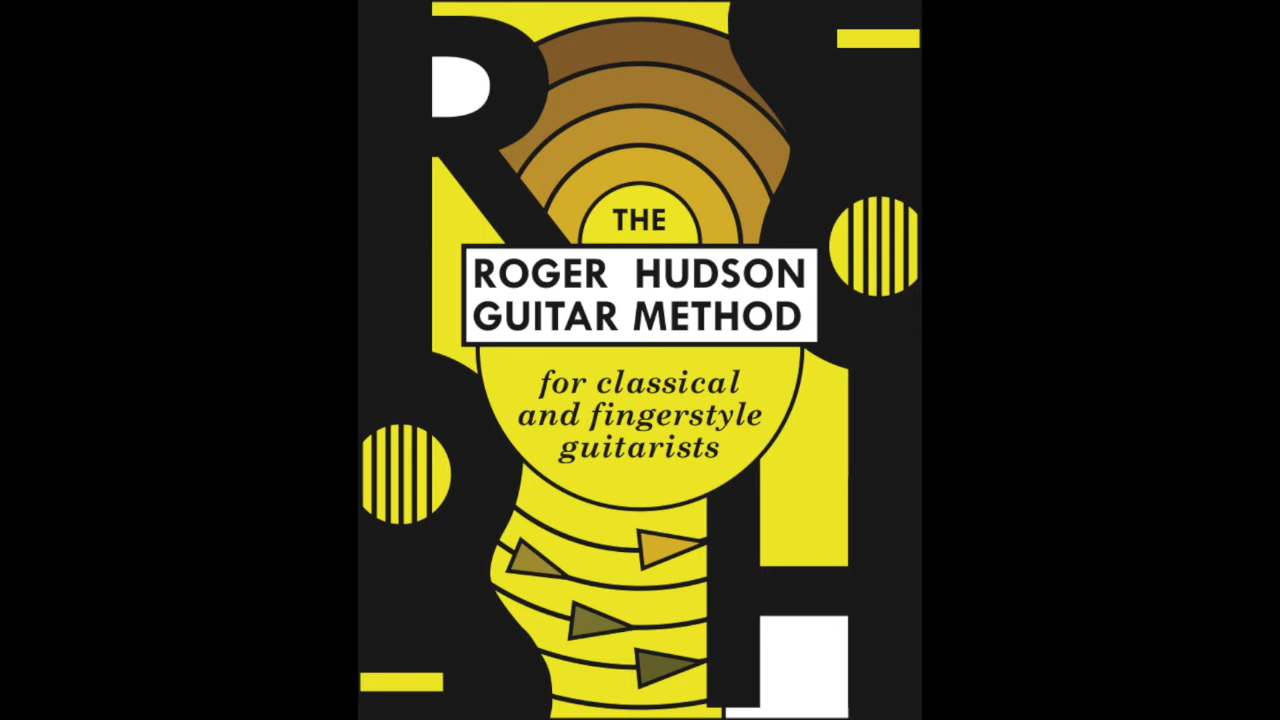 THE
ROGER HUDSON
GUITAR METHOD
for classical
and fingerstyle
guitarists